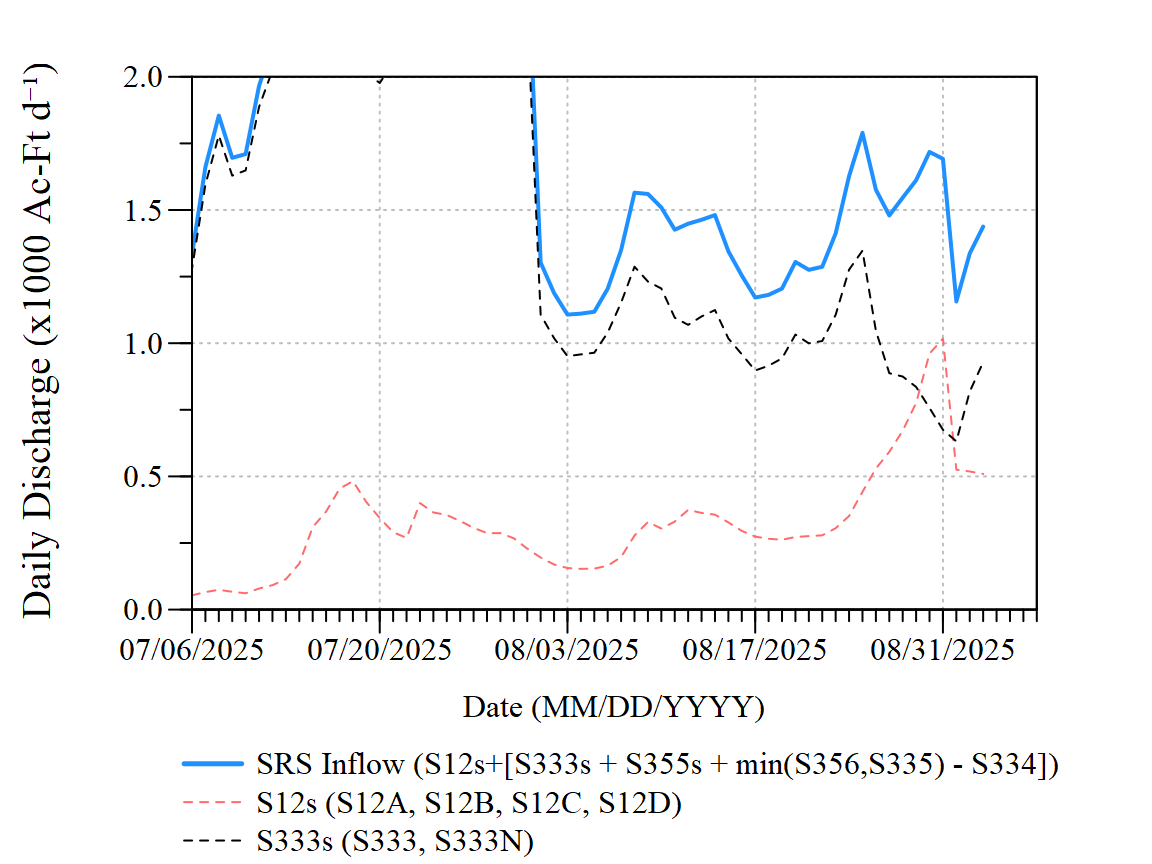 Daily Discharge (x1000 Ac-Ft d⁻¹)
2.0
1.5
1.0
0.5
0.0
07/06/2025 07/20/2025 08/03/2025 08/17/2025 08/31/2025
Date (MM/DD/YYYY)
SRS Inflow (S12s+[S333s + S355s + min(S356,S335) - S334])
S12s (S12A, S12B, S12C, S12D)
S333s (S333, S333N)